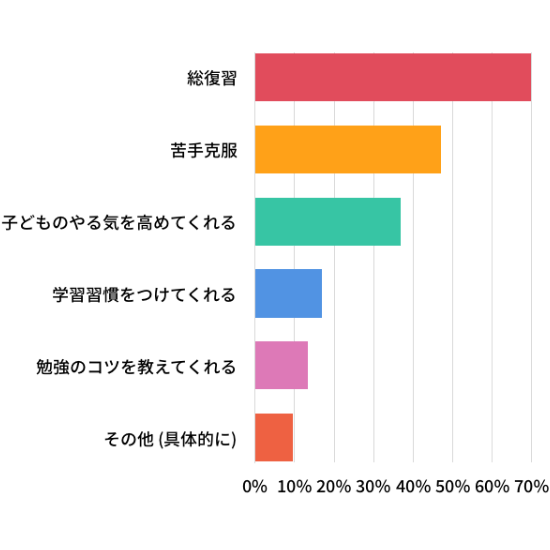 総復習
苦手克服
子どものやる気を高めてくれる
学習習慣をつけてくれる
勉強のコツを教えてくれる
その他 (具体的に)
0% 10% 20% 30% 40% 50% 60% 70%